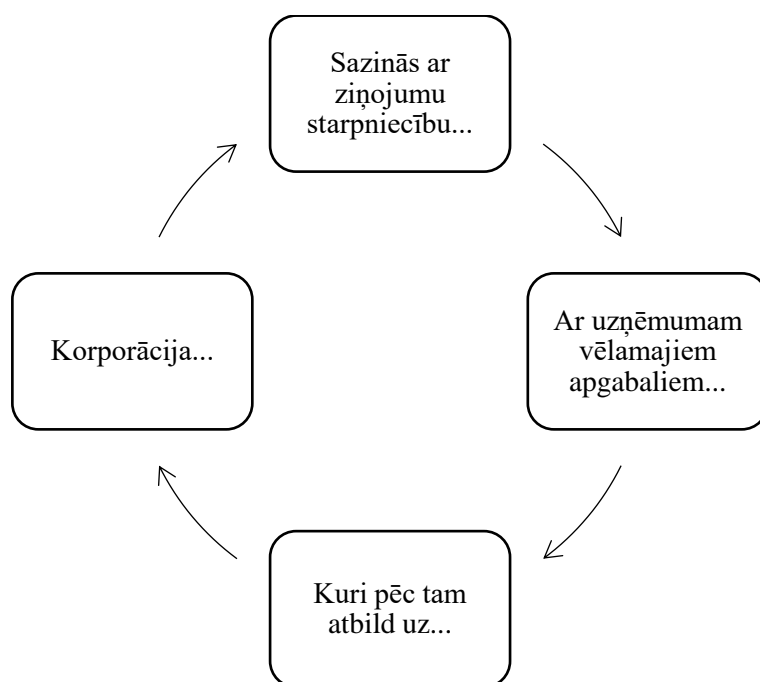 Sazinās ar
ziņojumu
starpniecību...
Ar uzņēmumam
vēlamajiem
apgabaliem...
Kuri pēc tam
atbild uz...
Korporācija...